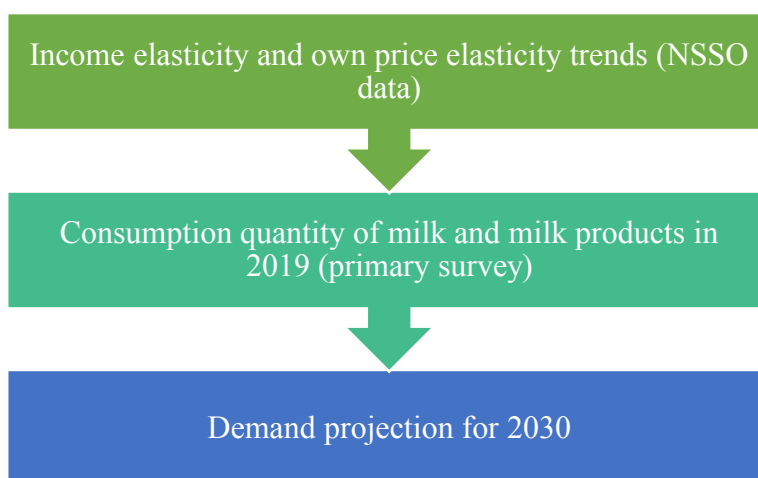 Income elasticity and own price elasticity trends (NSSO
data)
Consumption quantity of milk and milk products in
2019 (primary survey)
Demand projection for 2030